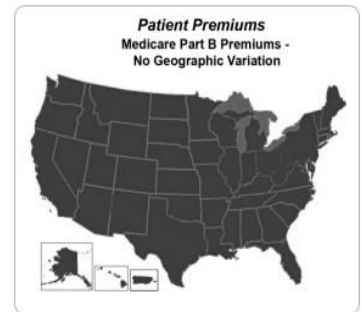 Patient Premiums
Medicare Part B Premiums -
No Geographic Variation